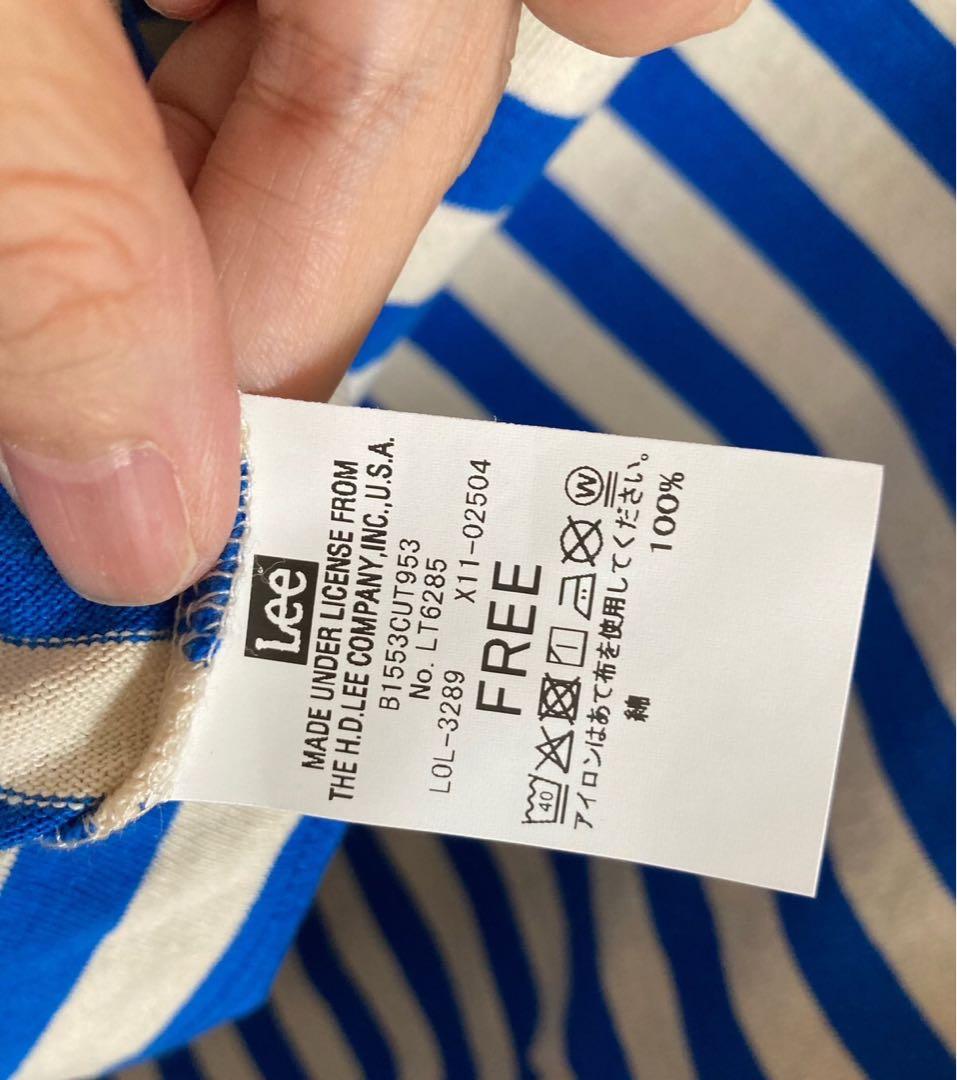 Lee
MADE UNDER LICENSE FROM
THE H.D.LEE COMPANY,INC.,U.S.A.
B1553CUT953
No. LT6285
LOL-3289 X11-02504
FREE
40 W
アイロンはあて布を使用してください。
綿 100%